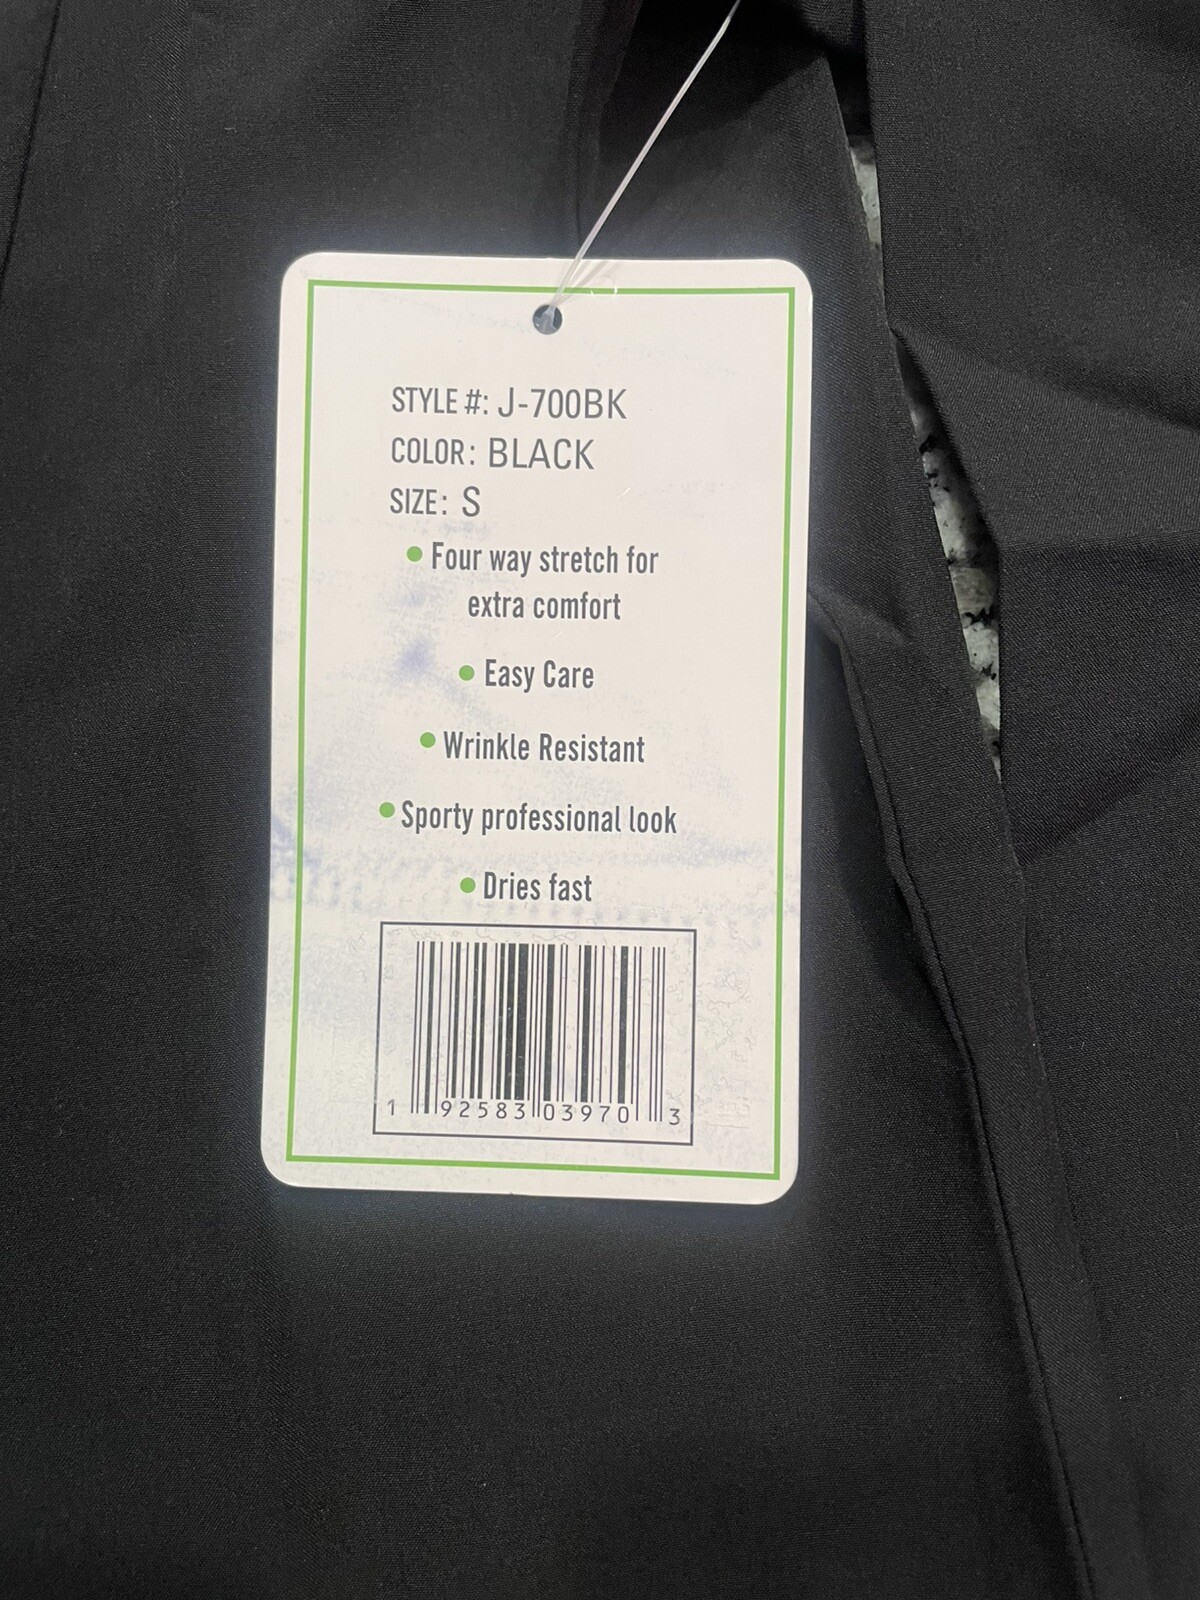 STYLE #: J-700BK
COLOR: BLACK
SIZE: S
• Four way stretch for
extra comfort
• Easy Care
• Wrinkle Resistant
• Sporty professional look
• Dries fast
1 92583 03970 3